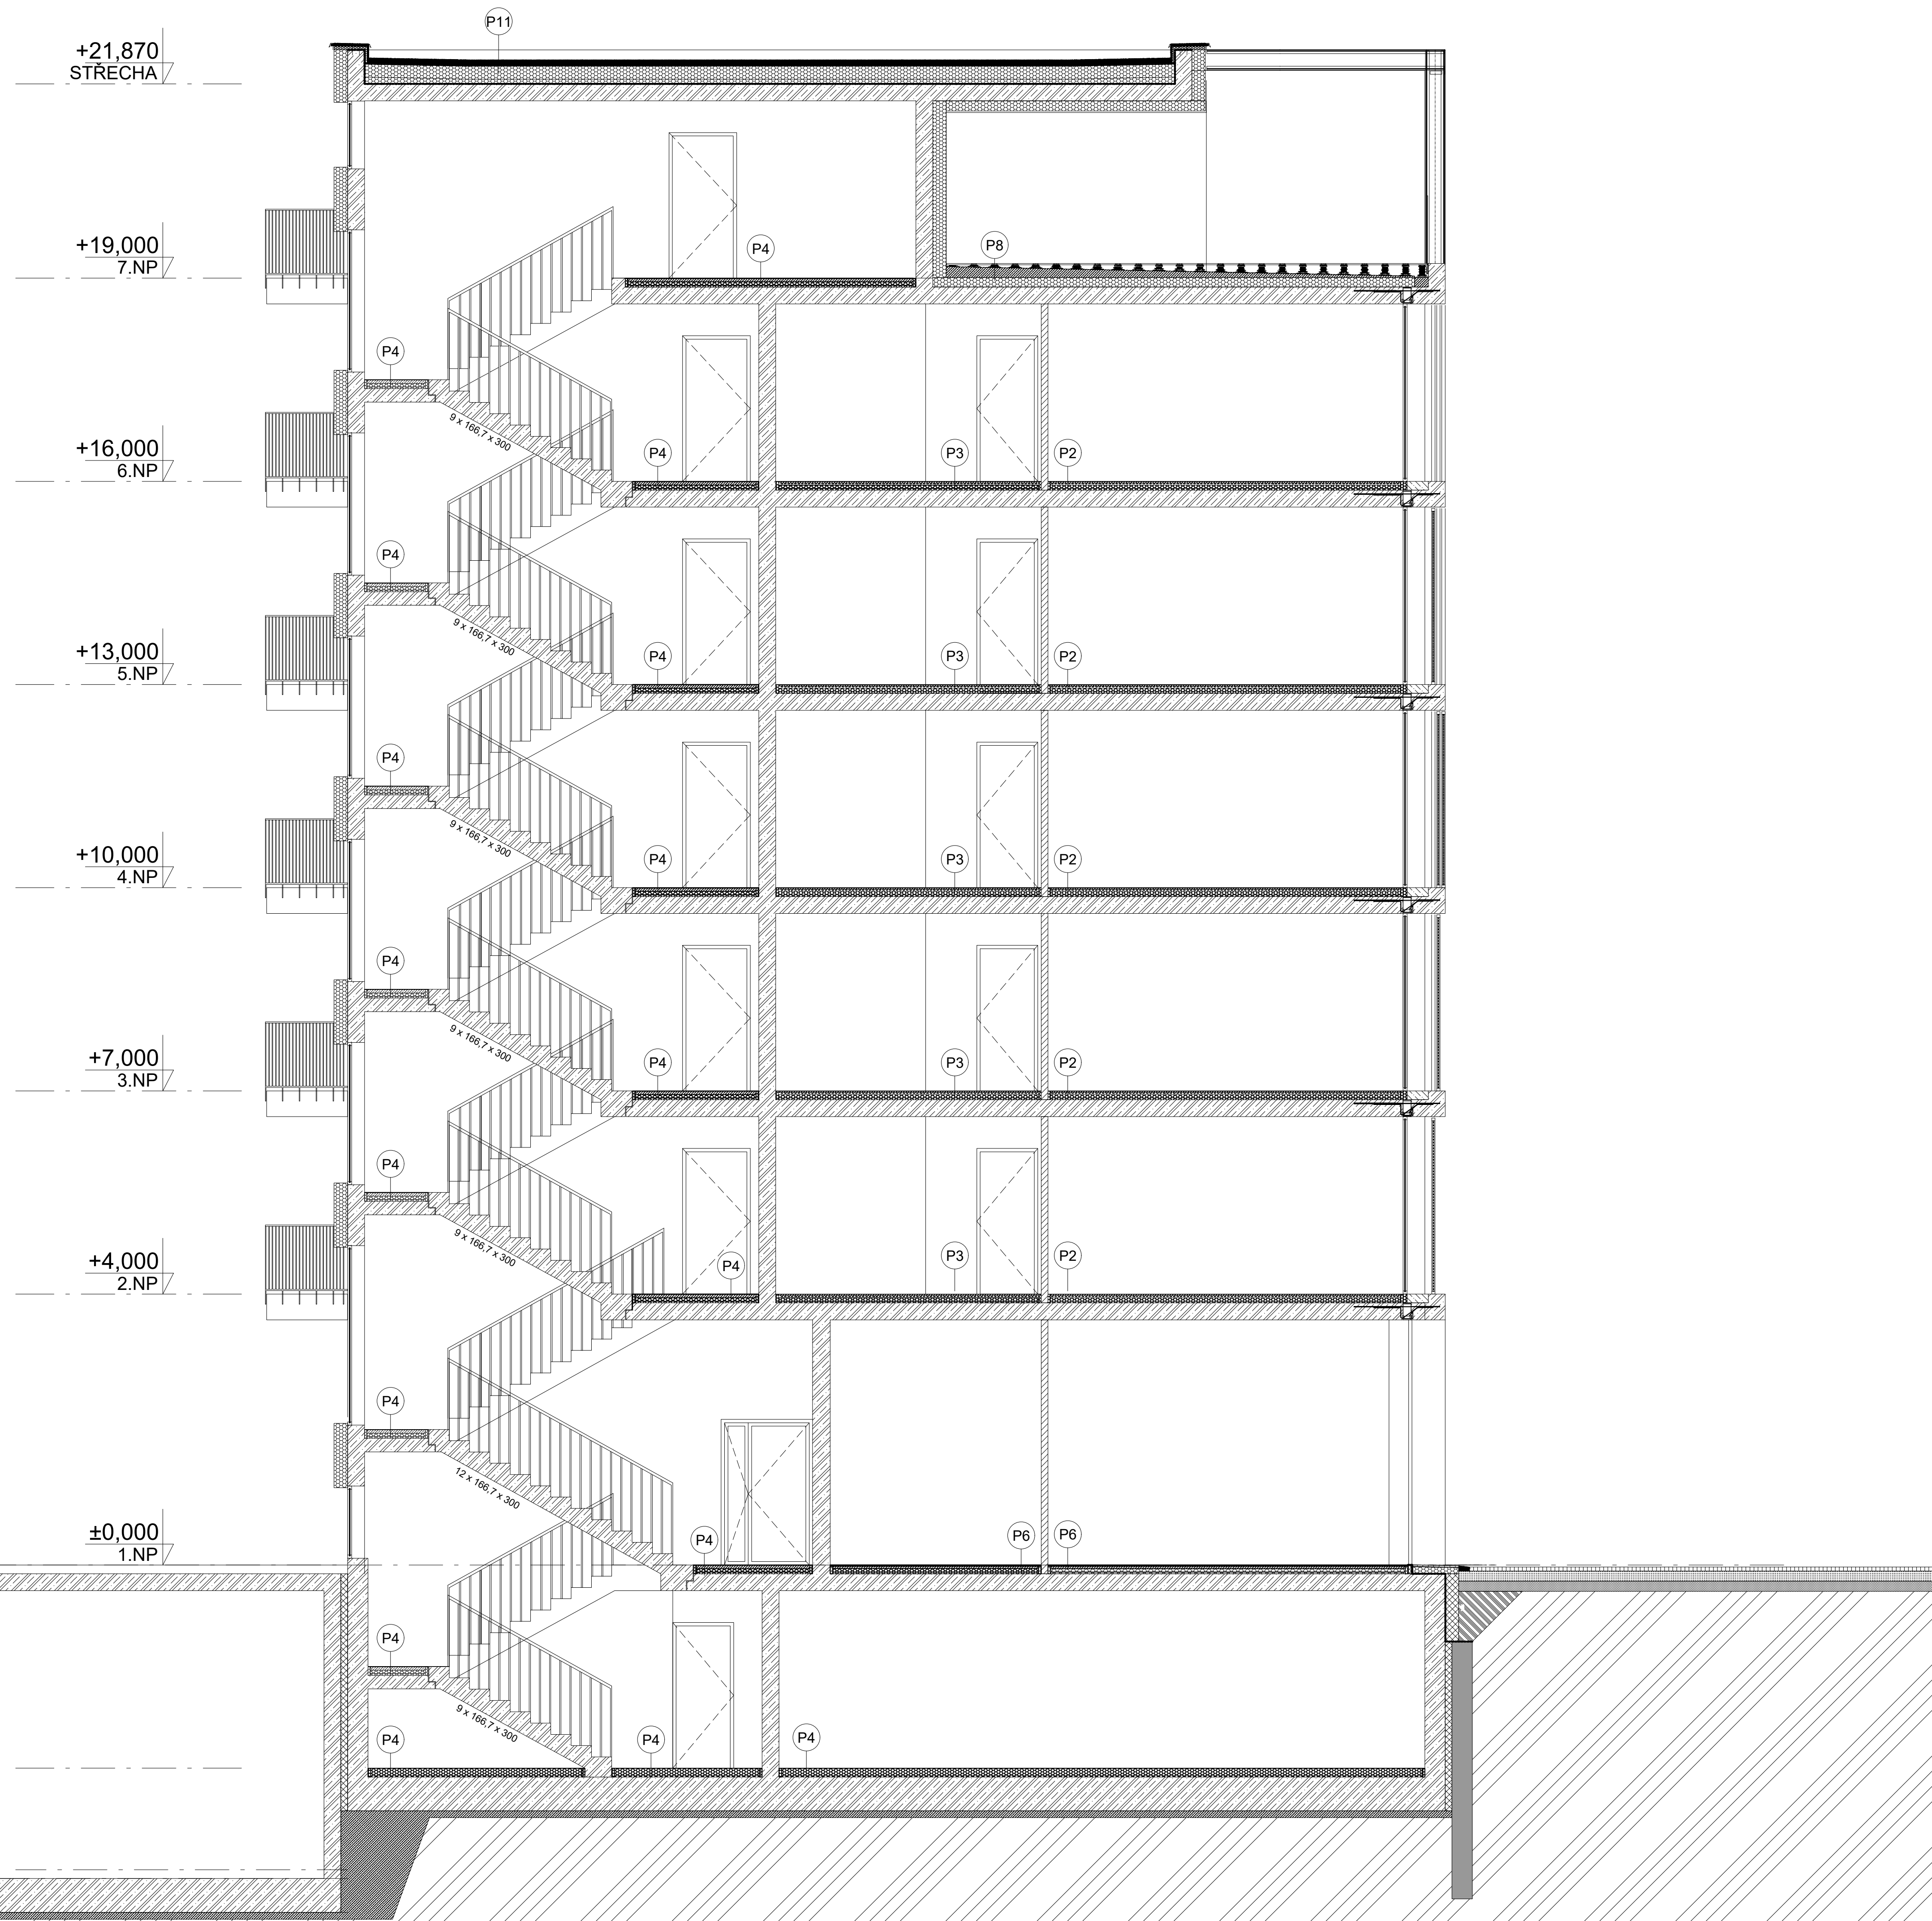 P11
+21,870
STŘECHA
+19,000
7.NP
P4
P8
P4
9 x 166,7 x 300
+16,000
6.NP
P4
P3
P2
P4
9 x 166,7 x 300
+13,000
5.NP
P4
P3
P2
P4
9 x 166,7 x 300
+10,000
4.NP
P4
P3
P2
P4
9 x 166,7 x 300
+7,000
3.NP
P4
P3
P2
P4
9 x 166,7 x 300
+4,000
2.NP
P4
P3
P2
P4
12 x 166,7 x 300
±0,000
1.NP
P4
P6
P6
P4
9 x 166,7 x 300
P4
P4
P4